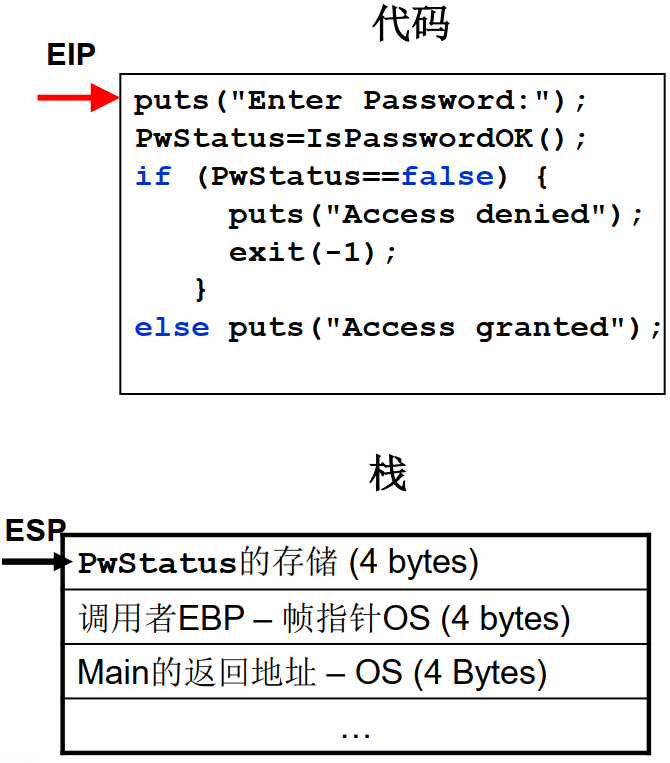 代码
EIP
puts("Enter Password:");
PwStatus=IsPasswordOK();
if (PwStatus==false) {
puts("Access denied");
exit(-1);
}
else puts("Access granted");
栈
ESP
PwStatus的存储 (4 bytes)
调用者EBP – 帧指针OS (4 bytes)
Main的返回地址 – OS (4 Bytes)
…